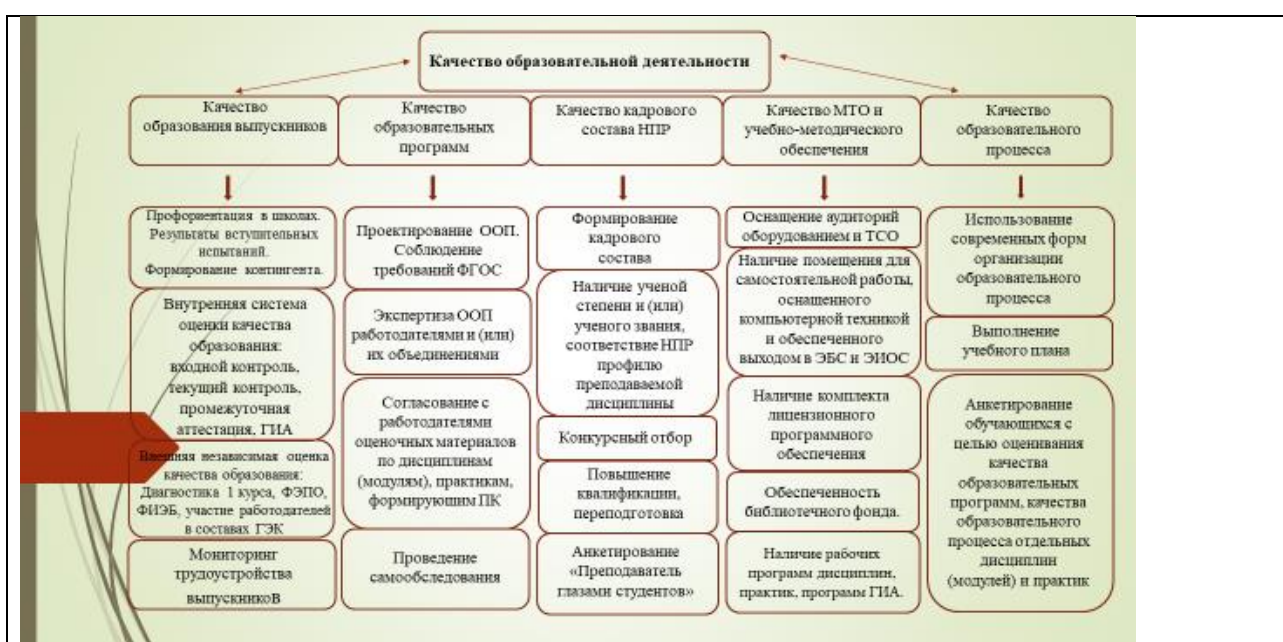 Качество образовательной деятельности
Качество
образования выпускников
Качество
образовательных
программ
Качество кадрового
состава НПР
Качество МТО и
учебно-методического
обеспечения
Качество
образовательного
процесса
Профориентация в школах.
Результаты вступительных
испытаний.
Формирование контингента.
Внутренняя система
оценки качества
образования:
входной контроль,
текущий контроль,
промежуточная
аттестация, ГИА
Внешняя независимая оценка
качества образования:
Диагностика 1 курса, ФЭПО,
ФИЭБ, участие работодателей
в составах ГЭК
Мониторинг
трудоустройства
выпускникоВ
Проектирование ООП.
Соблюдение
требований ФГОС
Экспертиза ООП
работодателями и (или)
их объединениями
Согласование с
работодателями
оценочных материалов
по дисциплинам
(модулям), практикам,
формирующим ПК
Проведение
самообследования
Формирование
кадрового
состава
Наличие ученой
степени и (или)
ученого звания,
соответствие НПР
профилю
преподаваемой
дисциплины
Конкурсный отбор
Повышение
квалификации,
переподготовка
Анкетирование
«Преподаватель
глазами студентов»
Оснащение аудиторий
оборудованием и ТСО
Наличие помещения для
самостоятельной работы,
оснащенного
компьютерной техникой
и обеспеченного
выходом в ЭБС и ЭИОС
Наличие комплекта
лицензионного
программного
обеспечения
Обеспеченность
библиотечного фонда.
Наличие рабочих
программ дисциплин,
практик, программ ГИА.
Использование
современных форм
организации
образовательного
процесса
Выполнение
учебного плана
Анкетирование
обучающихся с
целью оценивания
качества
образовательных
программ, качества
образовательного
процесса отдельных
дисциплин
(модулей) и практик